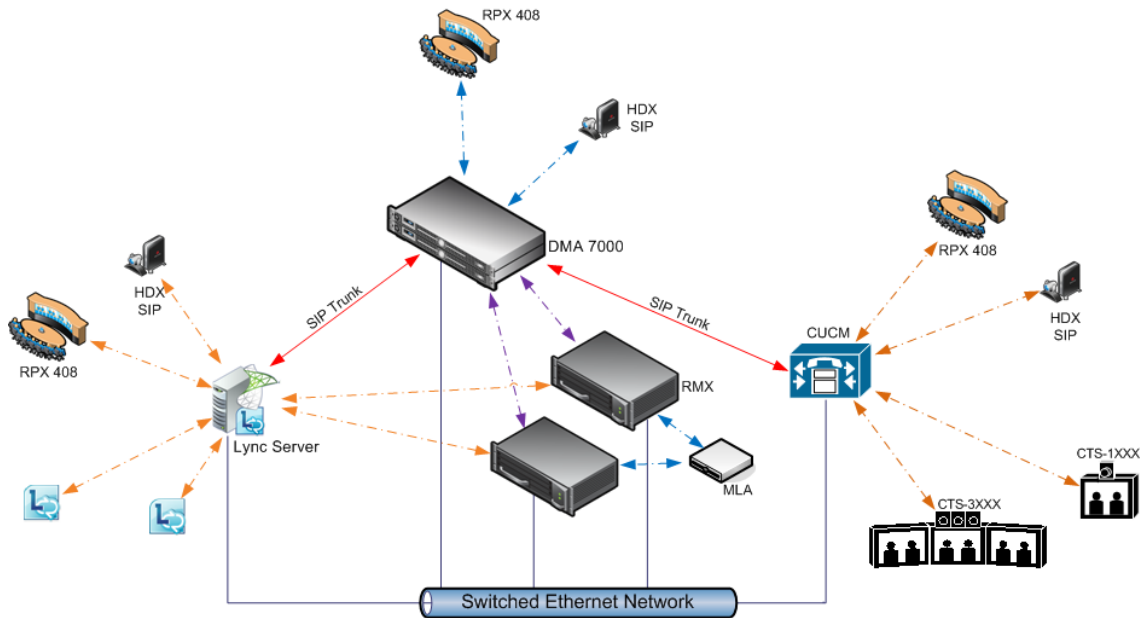 RPX 408
HDX
SIP
DMA 7000
RPX 408
HDX
SIP
HDX
SIP
RPX 408
SIP Trunk
SIP Trunk
CUCM
RMX
Lync Server
MLA
L
L
L
CTS-1XXX
CTS-3XXX
Switched Ethernet Network